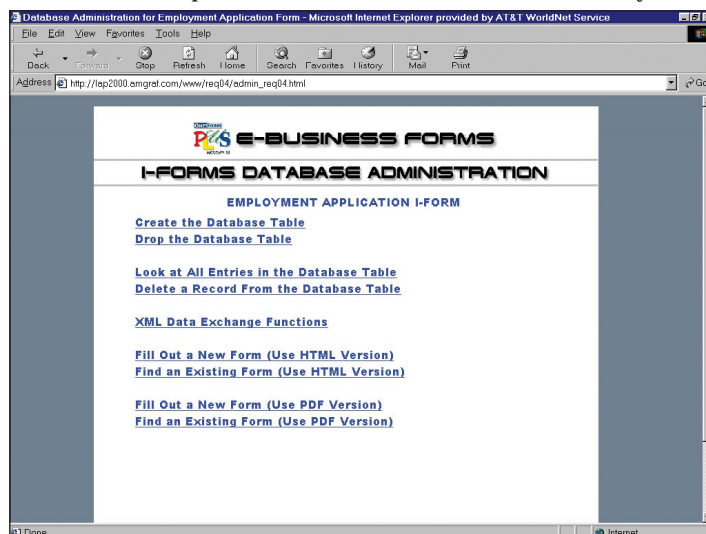 Database Administration for Employment Application Form - Microsoft Internet Explorer provided by AT&T WorldNet Service
File Edit View Favorites Tools Help
Back Forward Stop Refresh Home Search Favorites History Mail Print
Address http://lap2000.amgraf.com/www/req04/admin_req04.html Go
PLUS E-BUSINESS FORMS
I-FORMS DATABASE ADMINISTRATION
EMPLOYMENT APPLICATION I-FORM
Create the Database Table
Drop the Database Table
Look at All Entries in the Database Table
Delete a Record From the Database Table
XML Data Exchange Functions
Fill Out a New Form (Use HTML Version)
Find an Existing Form (Use HTML Version)
Fill Out a New Form (Use PDF Version)
Find an Existing Form (Use PDF Version)
Done Internet